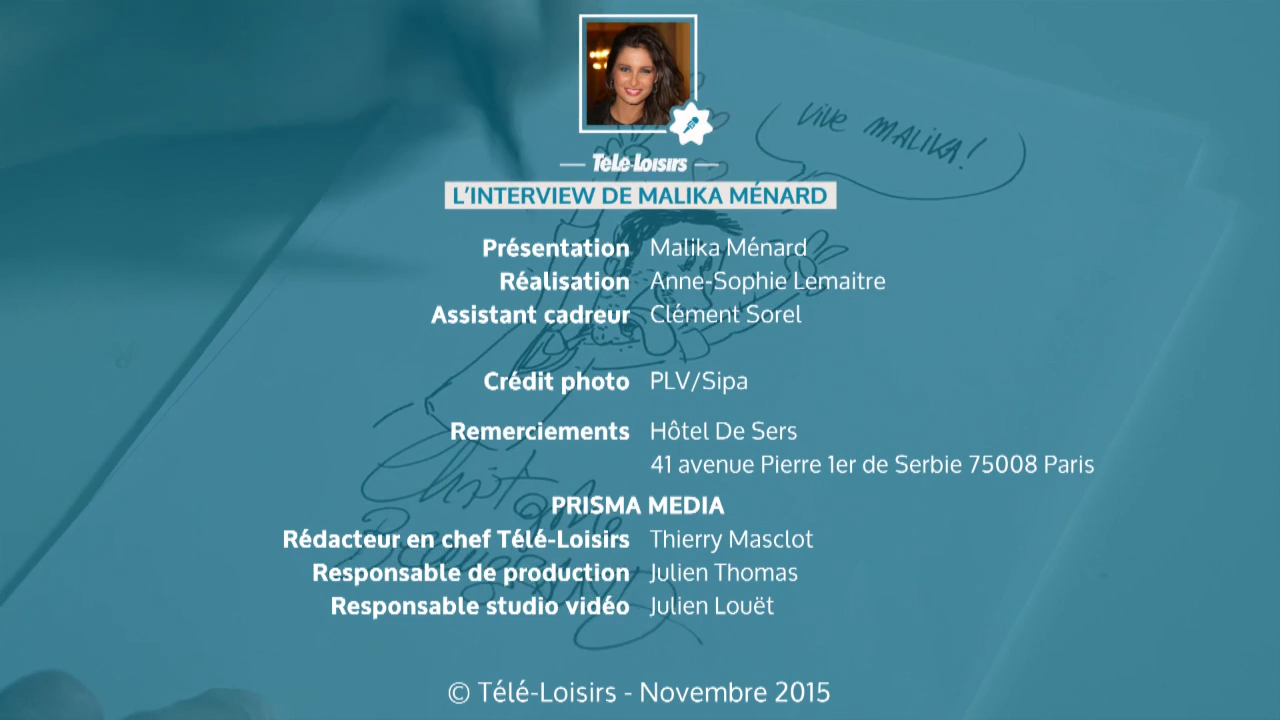 VIVE MALIKA!
TéLé-LOISIRS
L'INTERVIEW DE MALIKA MÉNARD
Présentation Malika Ménard
Réalisation Anne-Sophie Lemaitre
Assistant cadreur Clément Sorel
Crédit photo PLV/Sipa
Remerciements Hôtel De Sers
41 avenue Pierre 1er de Serbie 75008 Paris
PRISMA MEDIA
Rédacteur en chef Télé-Loisirs Thierry Masclot
Responsable de production Julien Thomas
Responsable studio vidéo Julien Louët
© Télé-Loisirs - Novembre 2015